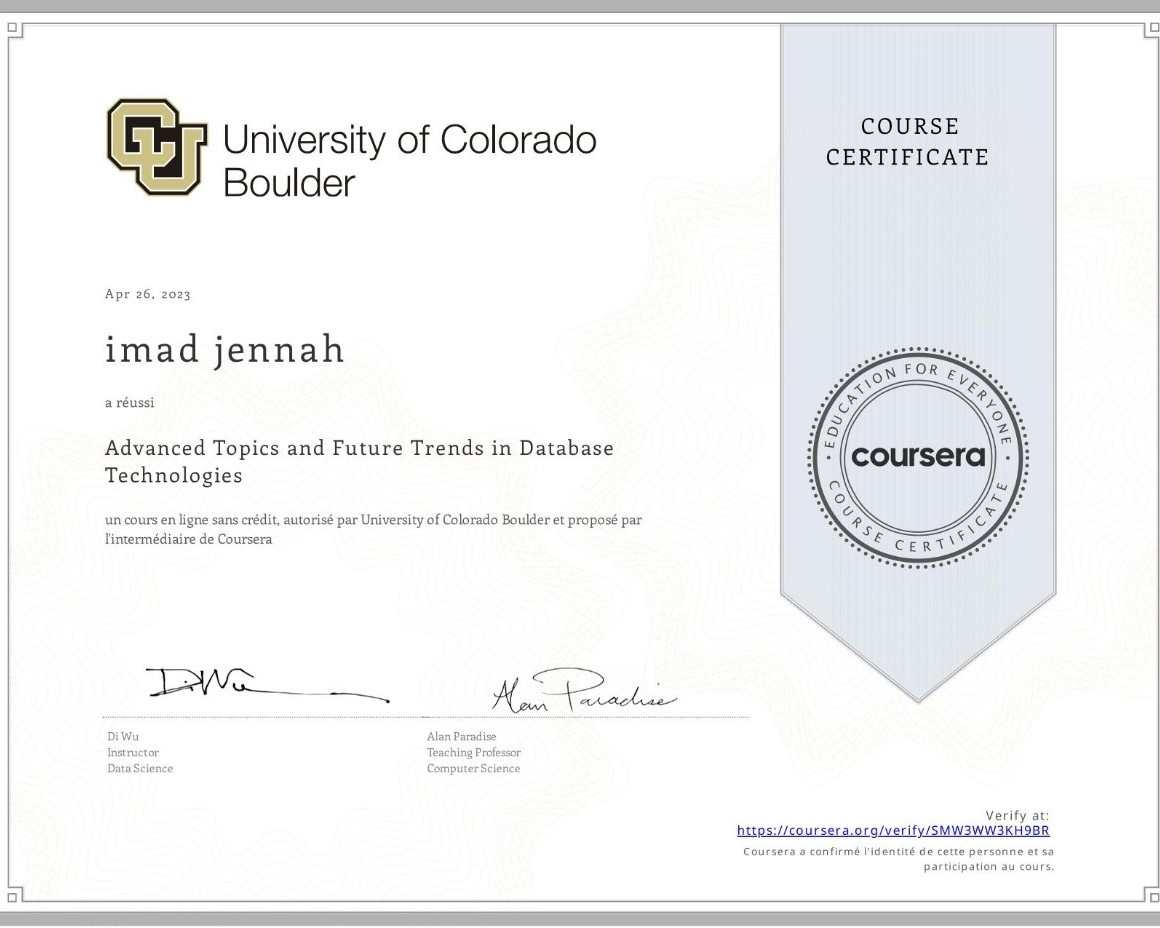 University of Colorado
Boulder
COURSE
CERTIFICATE
Apr 26, 2023
imad jennah
a réussi
Advanced Topics and Future Trends in Database
Technologies
un cours en ligne sans crédit, autorisé par University of Colorado Boulder et proposé par
l'intermédiaire de Coursera
EDUCATION FOR EVERYONE
coursera
COURSE CERTIFICATE
Di Wu
Alan Paradise
Di Wu
Instructor
Data Science
Alan Paradise
Teaching Professor
Computer Science
Verify at:
https://coursera.org/verify/SMW3WW3KH9BR
Coursera a confirmé l'identité de cette personne et sa
participation au cours.